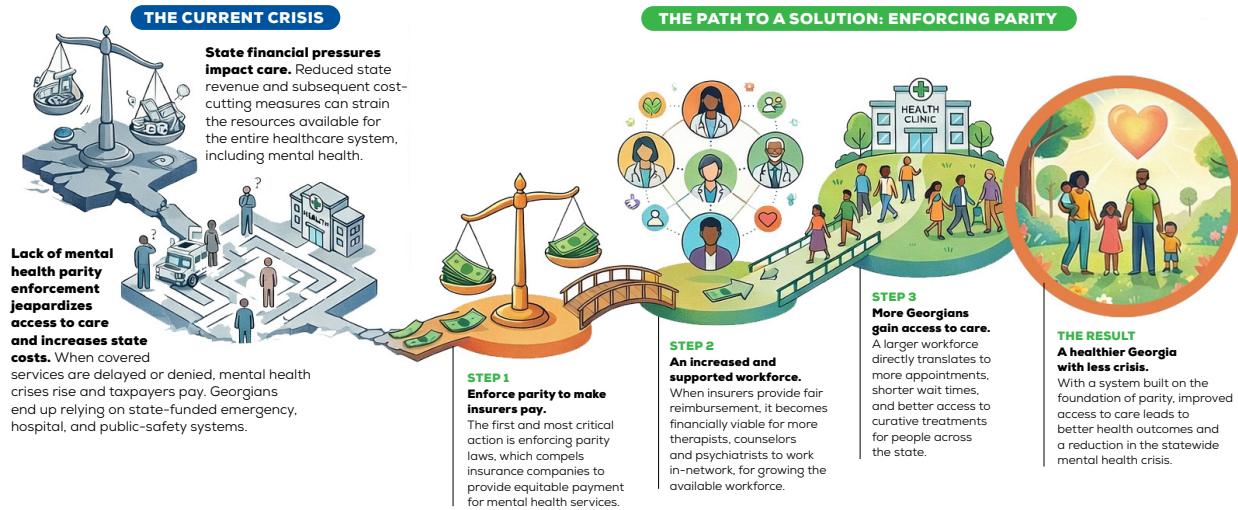 THE CURRENT CRISIS
State financial pressures
impact care. Reduced state
revenue and subsequent cost-
cutting measures can strain
the resources available for
the entire healthcare system,
including mental health.
?
?
HEALTH
Lack of mental
health parity
enforcement
jeapardizes
access to care
and increases state
costs. When covered
services are delayed or denied, mental health
crises rise and taxpayers pay. Georgians
end up relying on state-funded emergency,
hospital, and public-safety systems.
THE PATH TO A SOLUTION: ENFORCING PARITY
STEP 1
Enforce parity to make
insurers pay.
The first and most critical
action is enforcing parity
laws, which compels
insurance companies to
provide equitable payment
for mental health services.
STEP 2
An increased and
supported workforce.
When insurers provide fair
reimbursement, it becomes
financially viable for more
therapists, counselors
and psychiatrists to work
in-network, for growing the
available workforce.
HEALTH
CLINIC
STEP 3
More Georgians
gain access to care.
A larger workforce
directly translates to
more appointments,
shorter wait times,
and better access to
curative treatments
for people across
the state.
THE RESULT
A healthier Georgia
with less crisis.
With a system built on the
foundation of parity, improved
access to care leads to
better health outcomes and
a reduction in the statewide
mental health crisis.